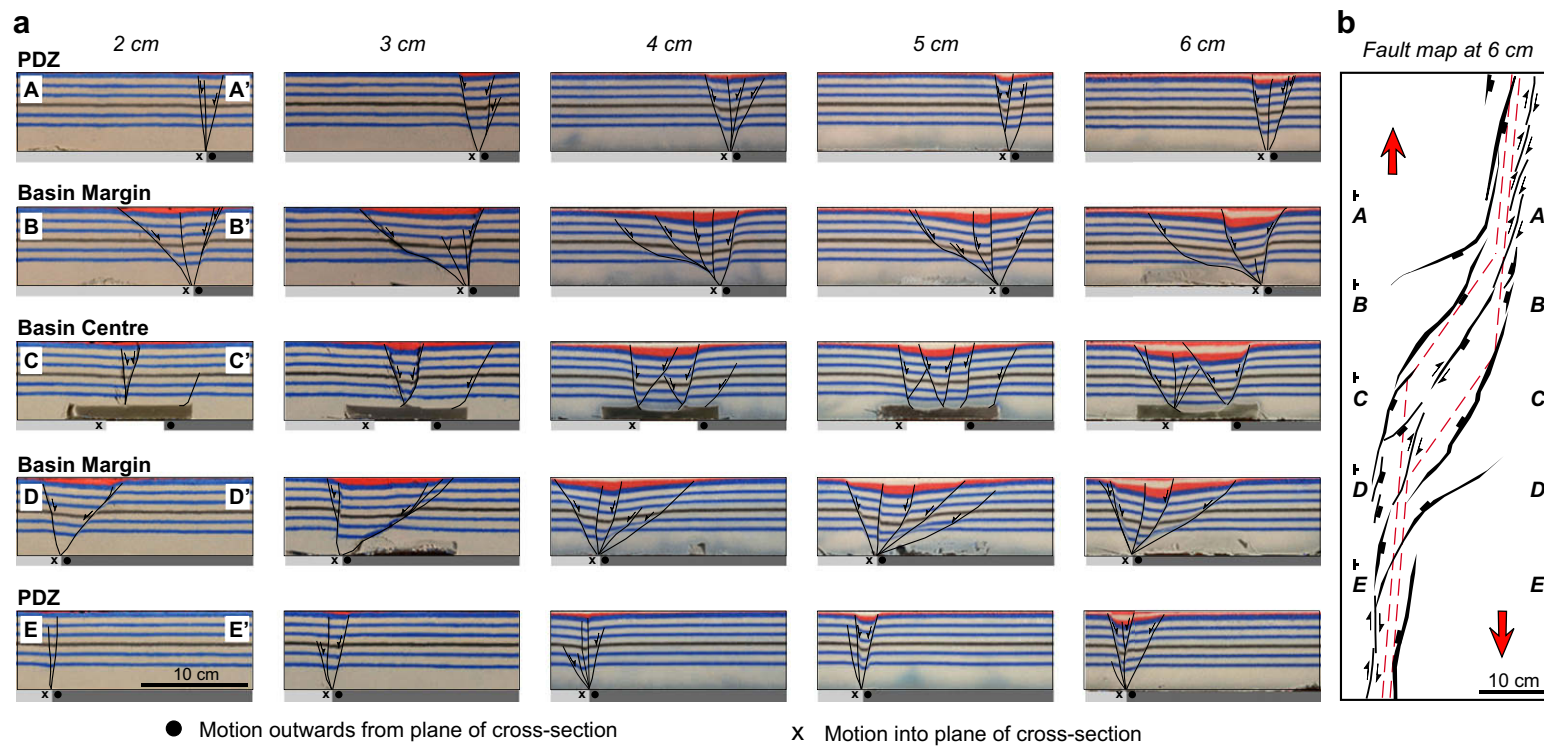 a
2 cm 3 cm 4 cm 5 cm 6 cm
PDZ
A A'
x x x x x
Basin Margin
B B'
x x x x x
Basin Centre
C C'
x x x x x
Basin Margin
D D'
x x x x x
PDZ
E E'
10 cm
x x x x x
Motion outwards from plane of cross-section
x Motion into plane of cross-section
b
Fault map at 6 cm
A A
B B
C C
D D
E E
10 cm